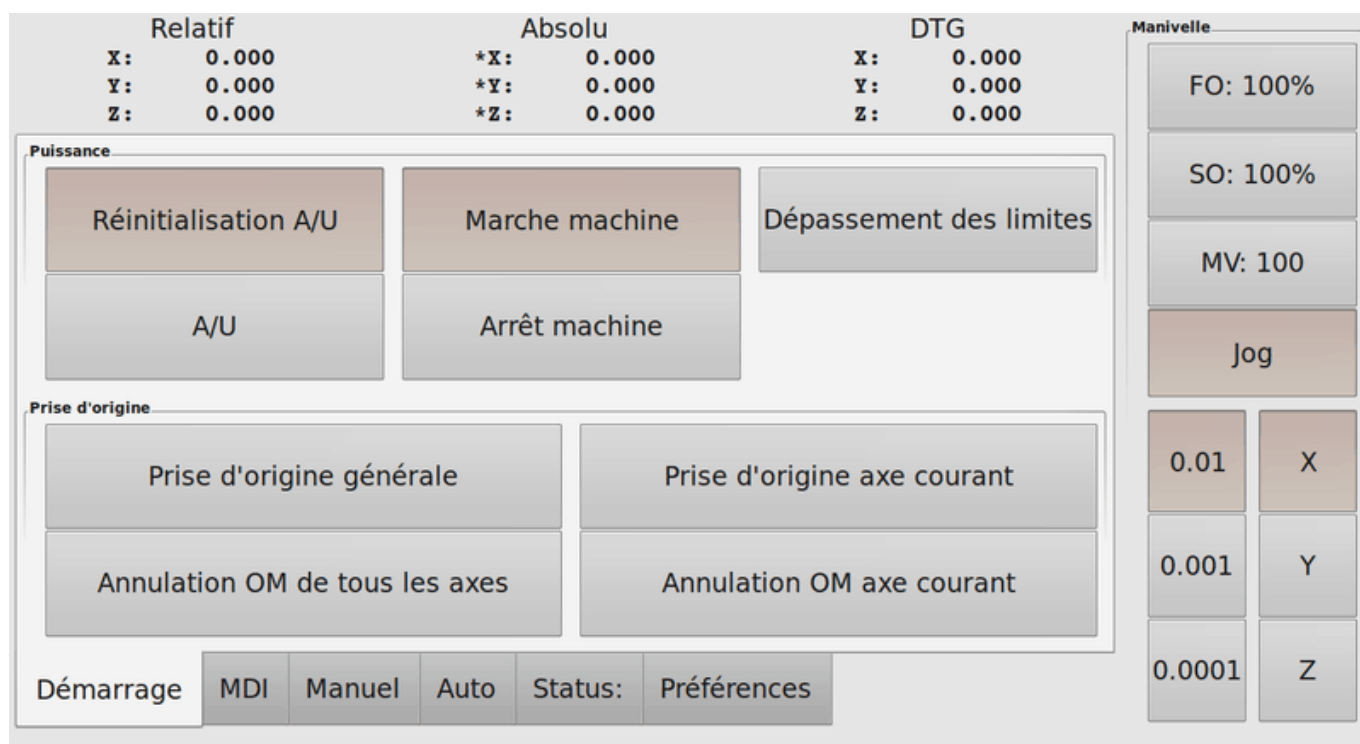 Relatif Absolu DTG
X: 0.000 *X: 0.000 X: 0.000
Y: 0.000 *Y: 0.000 Y: 0.000
Z: 0.000 *Z: 0.000 Z: 0.000
Puissance
Réinitialisation A/U Marche machine Dépassement des limites
A/U Arrêt machine
Prise d'origine
Prise d'origine générale Prise d'origine axe courant
Annulation OM de tous les axes Annulation OM axe courant
Démarrage MDI Manuel Auto Status: Préférences
Manivelle
FO: 100%
SO: 100%
MV: 100
Jog
0.01 X
0.001 Y
0.0001 Z